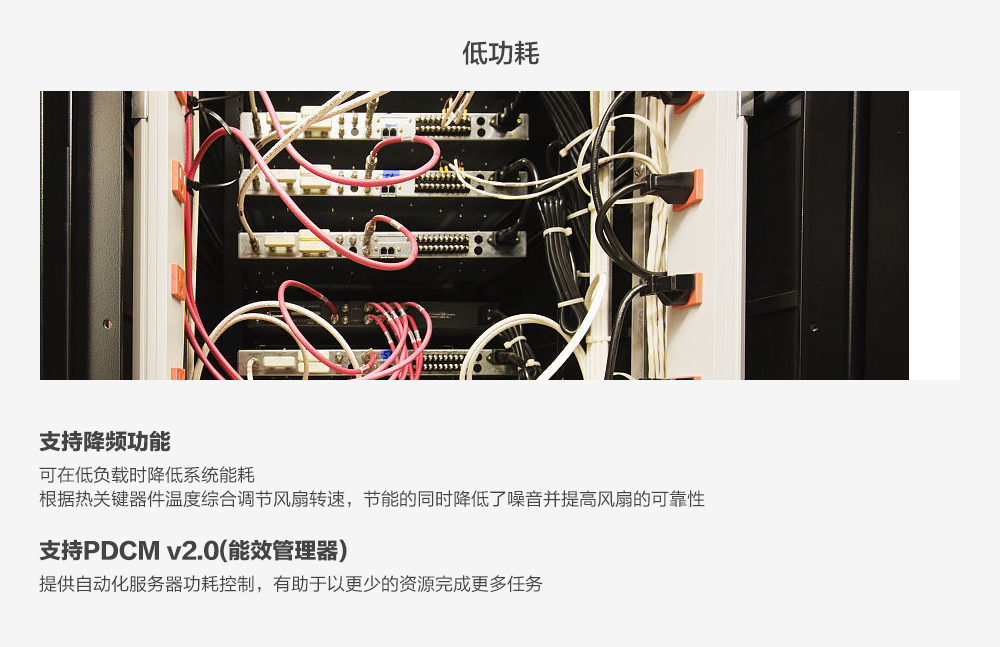 低功耗
支持降频功能
可在低负载时降低系统能耗
根据热关键器件温度综合调节风扇转速，节能的同时降低了噪音并提高风扇的可靠性
支持PDCM v2.0(能效管理器)
提供自动化服务器功耗控制，有助于以更少的资源完成更多任务